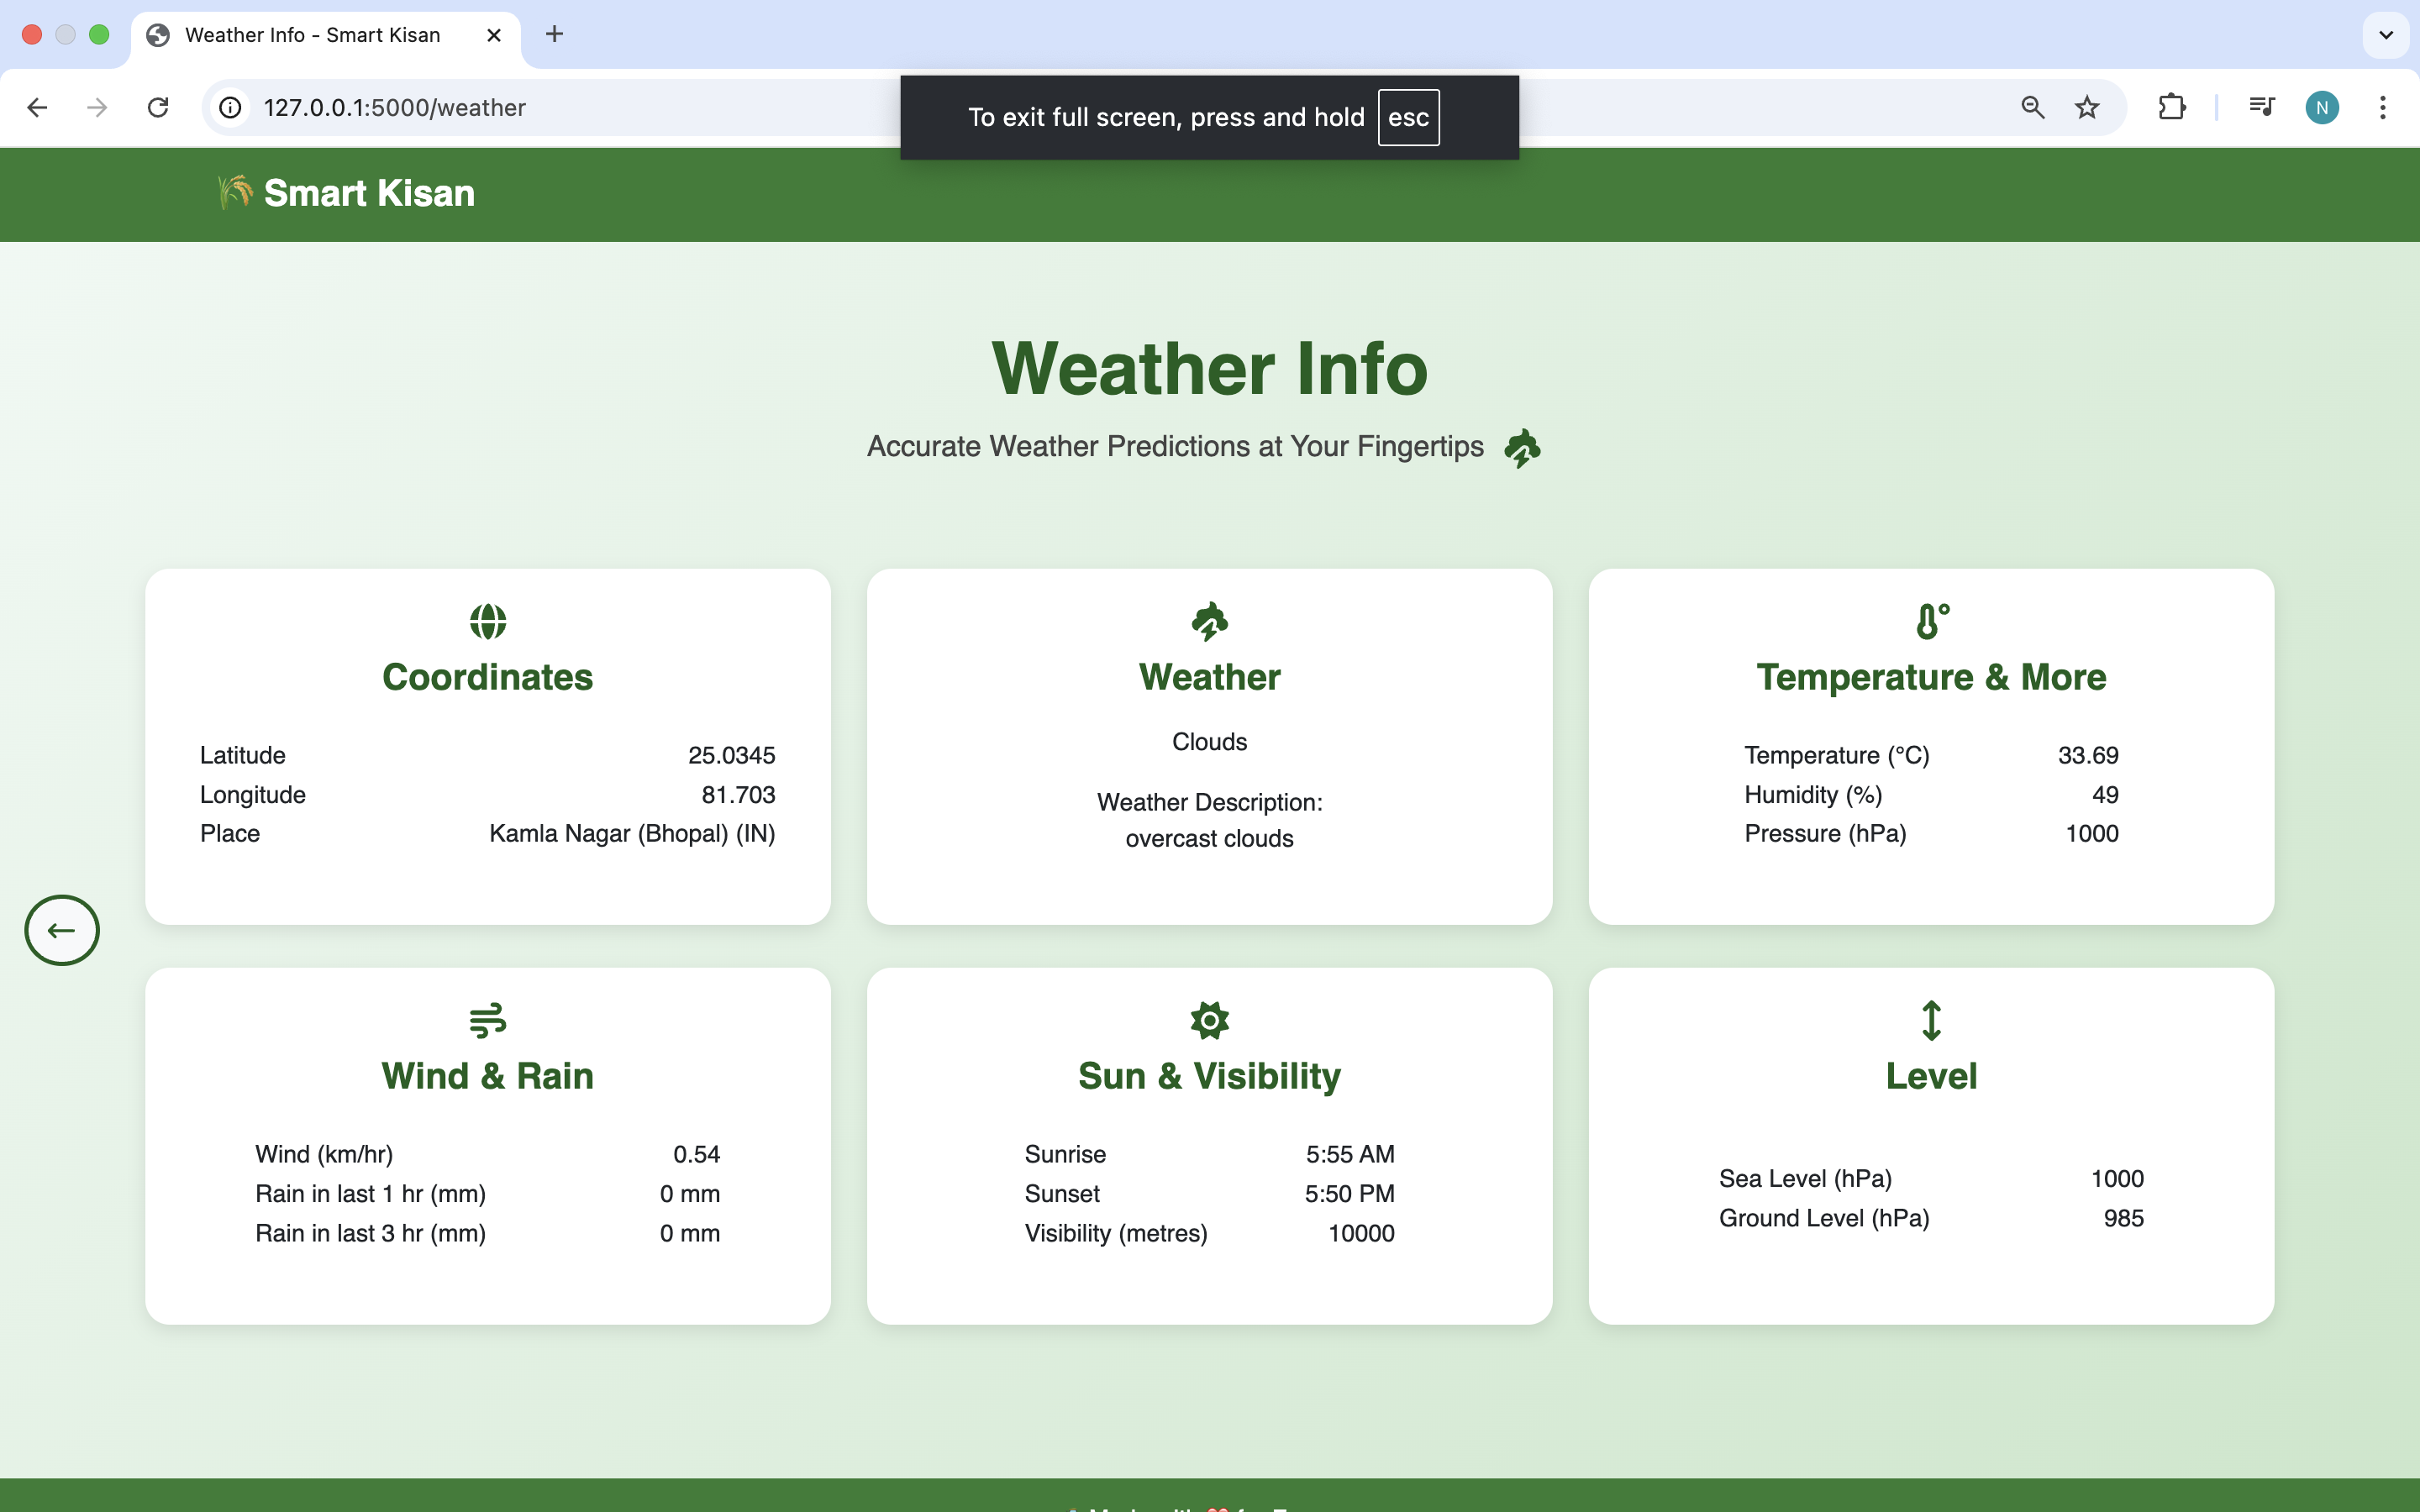 Weather Info - Smart Kisan
127.0.0.1:5000/weather
N
To exit full screen, press and hold esc
Smart Kisan
Weather Info
Accurate Weather Predictions at Your Fingertips
Coordinates
Latitude 25.0345
Longitude 81.703
Place Kamla Nagar (Bhopal) (IN)
Weather
Clouds
Weather Description:
overcast clouds
Temperature & More
Temperature (°C) 33.69
Humidity (%) 49
Pressure (hPa) 1000
Wind & Rain
Wind (km/hr) 0.54
Rain in last 1 hr (mm) 0 mm
Rain in last 3 hr (mm) 0 mm
Sun & Visibility
Sunrise 5:55 AM
Sunset 5:50 PM
Visibility (metres) 10000
Level
Sea Level (hPa) 1000
Ground Level (hPa) 985